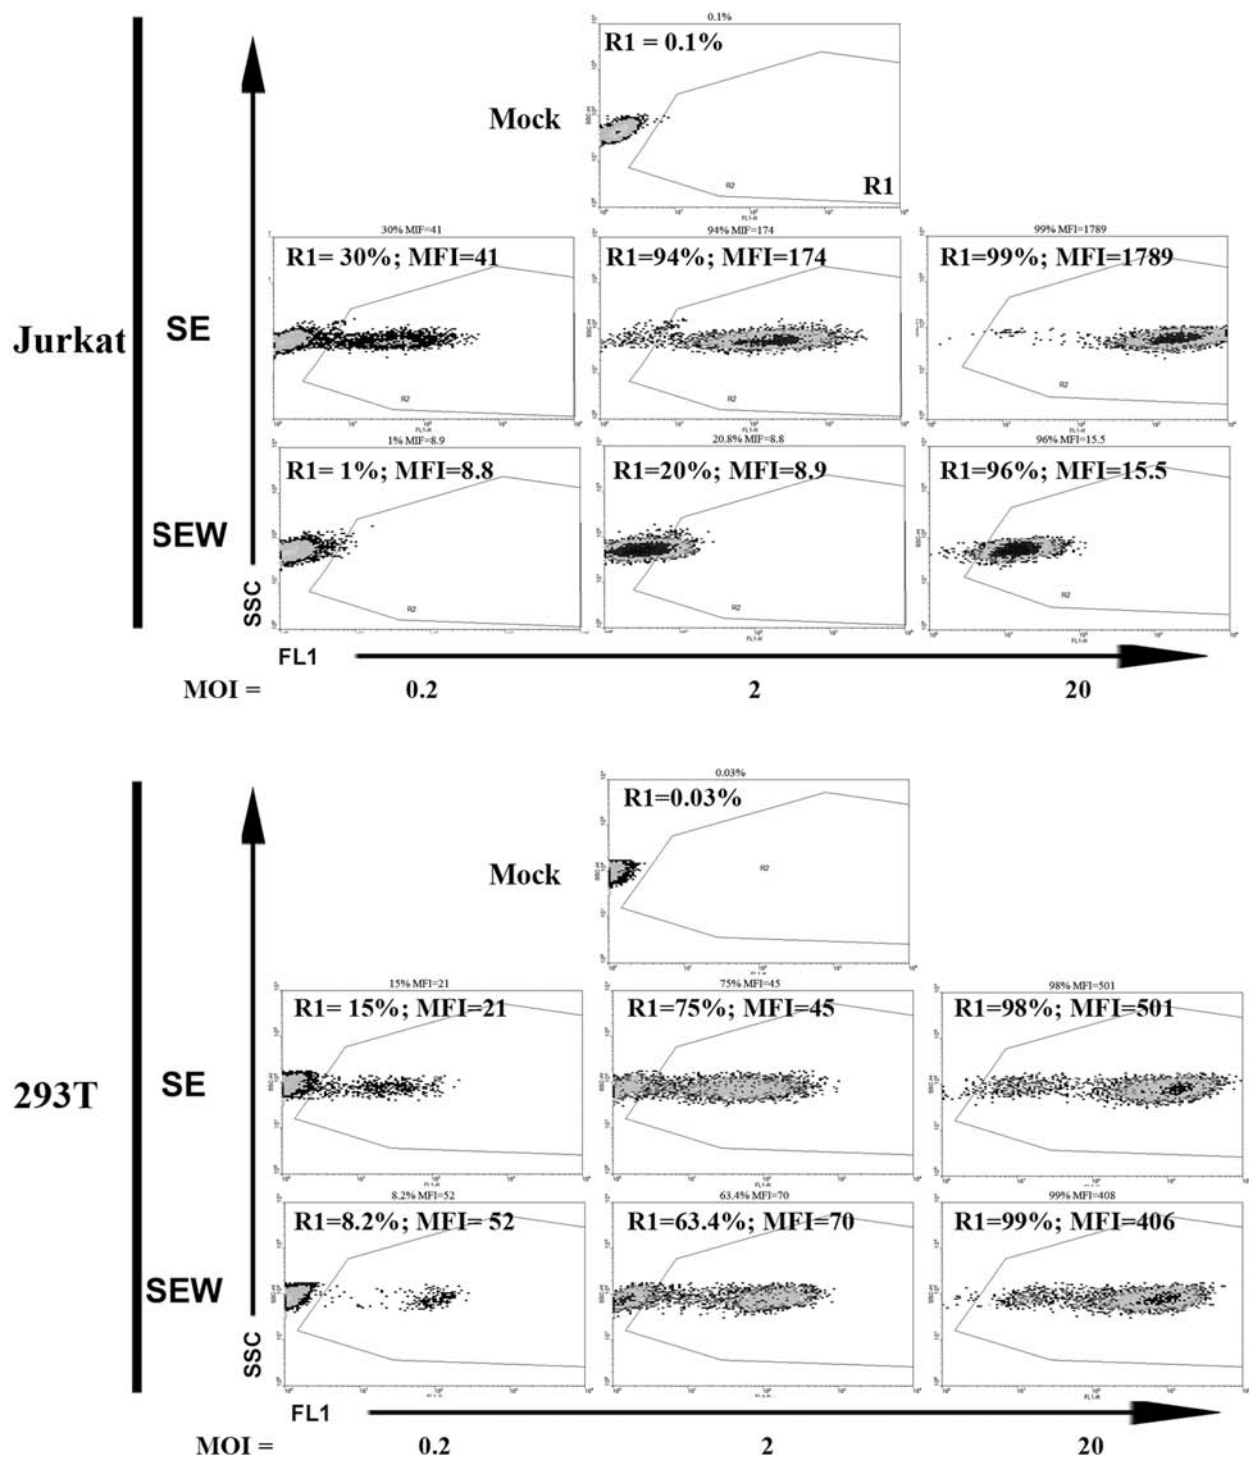 0.1%
R1 = 0.1%
Mock
R2
R1
FL1-H
30% MIF=41
94% MFI=174
99% MFI=1789
R1= 30%; MFI=41
R1=94%; MFI=174
R1=99%; MFI=1789
Jurkat
SE
R2
R2
R2
FL1-H
FL1-H
FL1-H
1% MIF=8.9
20.8% MIF=8.8
96% MFI=15.5
R1= 1%; MFI=8.8
R1=20%; MFI=8.9
R1=96%; MFI=15.5
SEW
R2
R2
R2
SSC
FL1
MOI =
0.2
2
20
0.03%
R1=0.03%
Mock
R2
15% MFI=21
75% MFI=45
98% MFI=501
R1= 15%; MFI=21
R1=75%; MFI=45
R1=98%; MFI=501
293T
SE
8.2% MFI=52
63.4% MFI=70
99% MFI=408
R1=8.2%; MFI= 52
R1=63.4%; MFI=70
R1=99%; MFI=406
SEW
SSC
FL1
MOI =
0.2
2
20